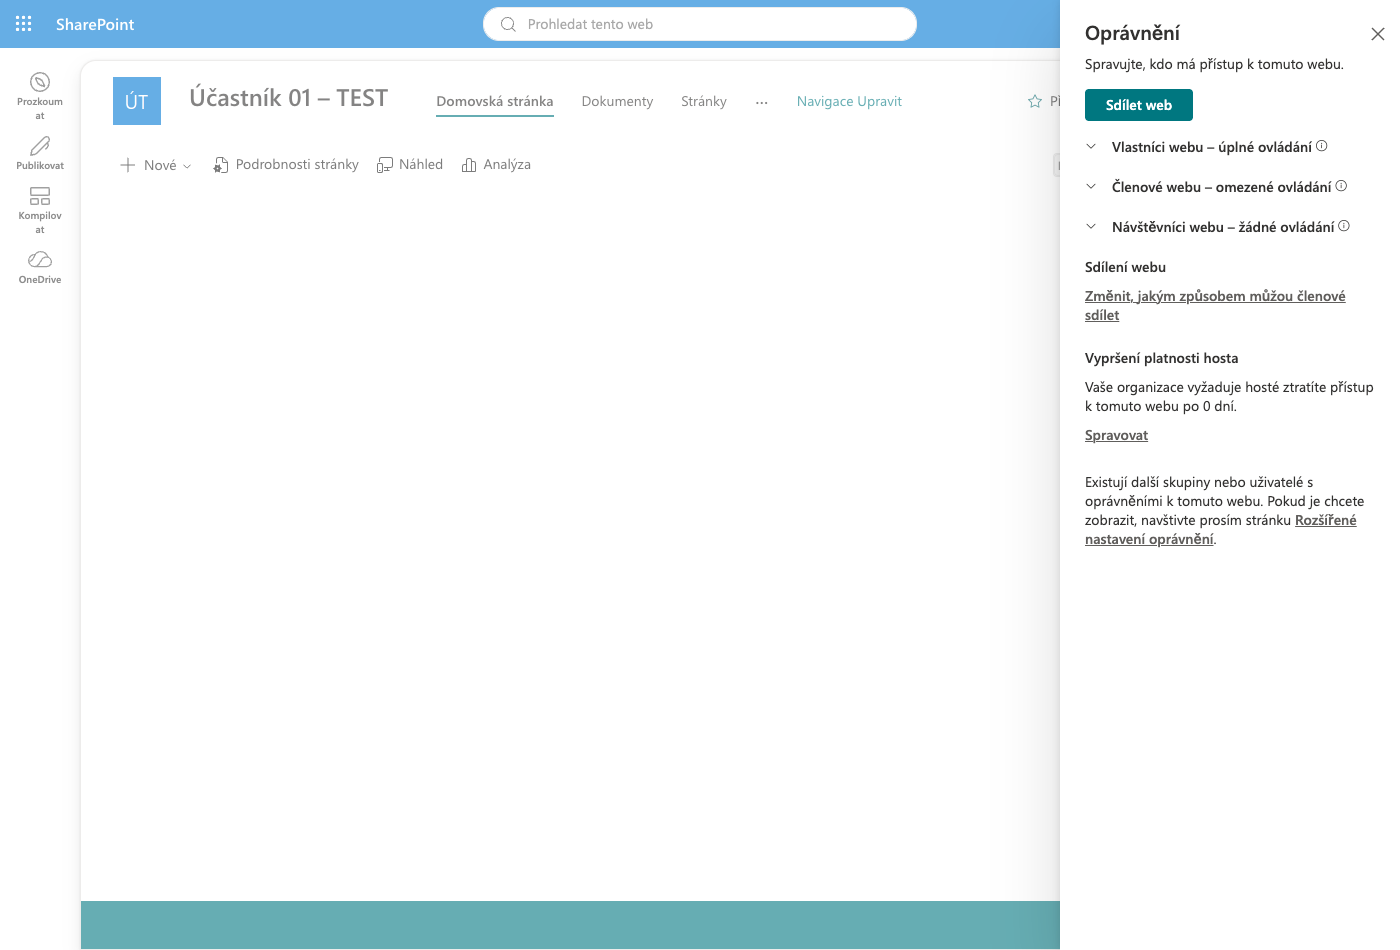 SharePoint
Prohledat tento web
Prozkoum
at
Publikovat
Kompilov
at
OneDrive
ÚT
Účastník 01 – TEST
Domovská stránka
Dokumenty
Stránky
Navigace Upravit
Nové
Podrobnosti stránky
Náhled
Analýza
Oprávnění
Spravujte, kdo má přístup k tomuto webu.
Sdílet web
Vlastníci webu – úplné ovládání
Členové webu – omezené ovládání
Návštěvníci webu – žádné ovládání
Sdílení webu
Změnit, jakým způsobem můžou členové
sdílet
Vypršení platnosti hosta
Vaše organizace vyžaduje hosté ztratíte přístup
k tomuto webu po 0 dní.
Spravovat
Existují další skupiny nebo uživatelé s
oprávněními k tomuto webu. Pokud je chcete
zobrazit, navštivte prosím stránku Rozšířené
nastavení oprávnění.